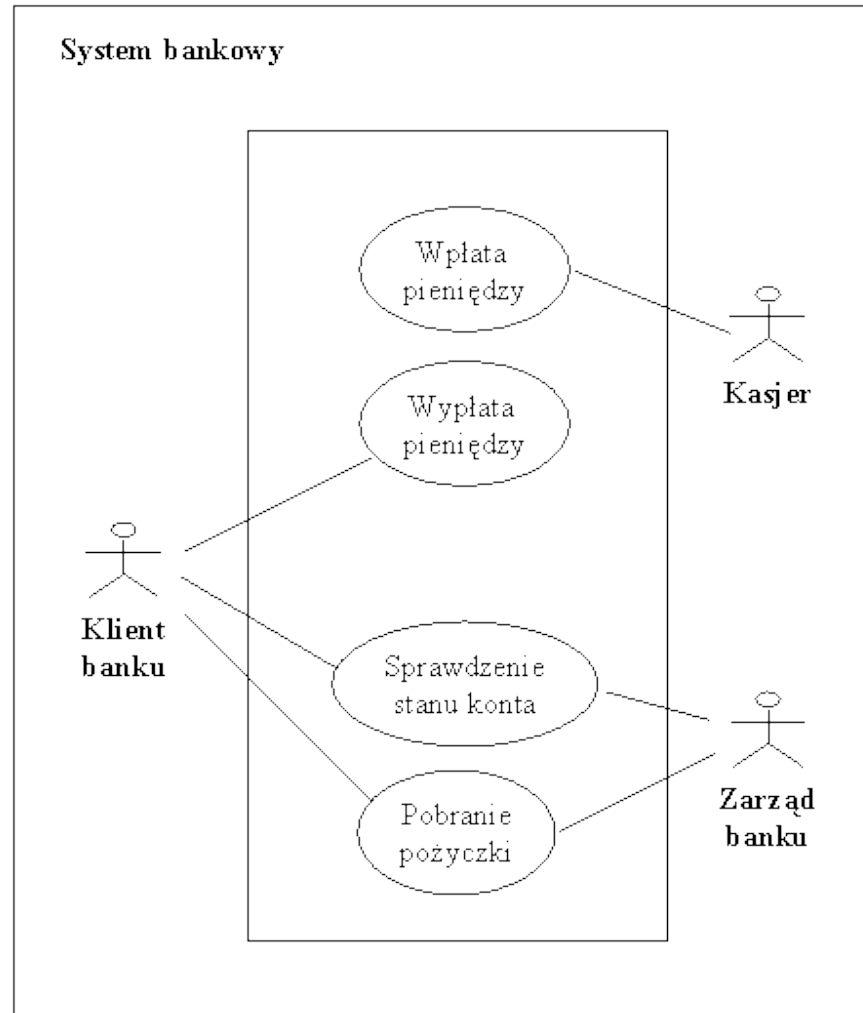 System bankowy
Wpłata
pieniędzy
Kasjer
Wypłata
pieniędzy
Klient
banku
Sprawdzenie
stanu konta
Zarząd
banku
Pobranie
pożyczki